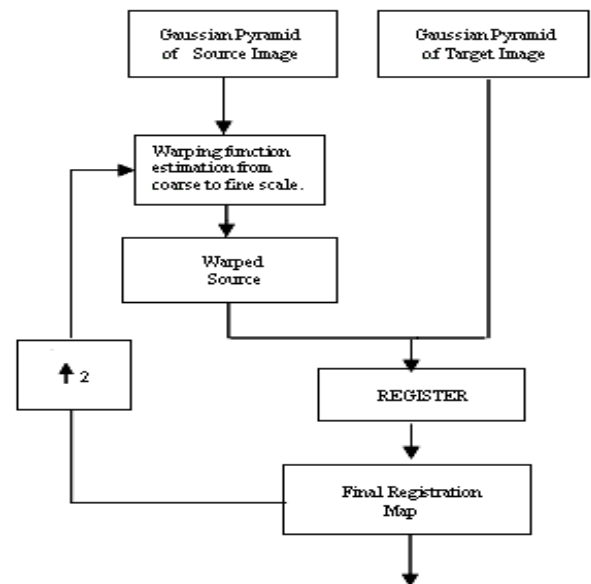 Gaussian Pyramid
of Source Image
Gaussian Pyramid
of Target Image
Warping function
estimation from
coarse to fine scale.
Warped
Source
↑ 2
REGISTER
Final Registration
Map